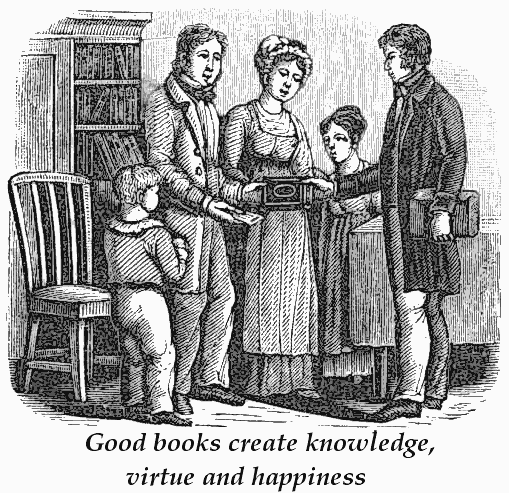 Good books create knowledge,
virtue and happiness